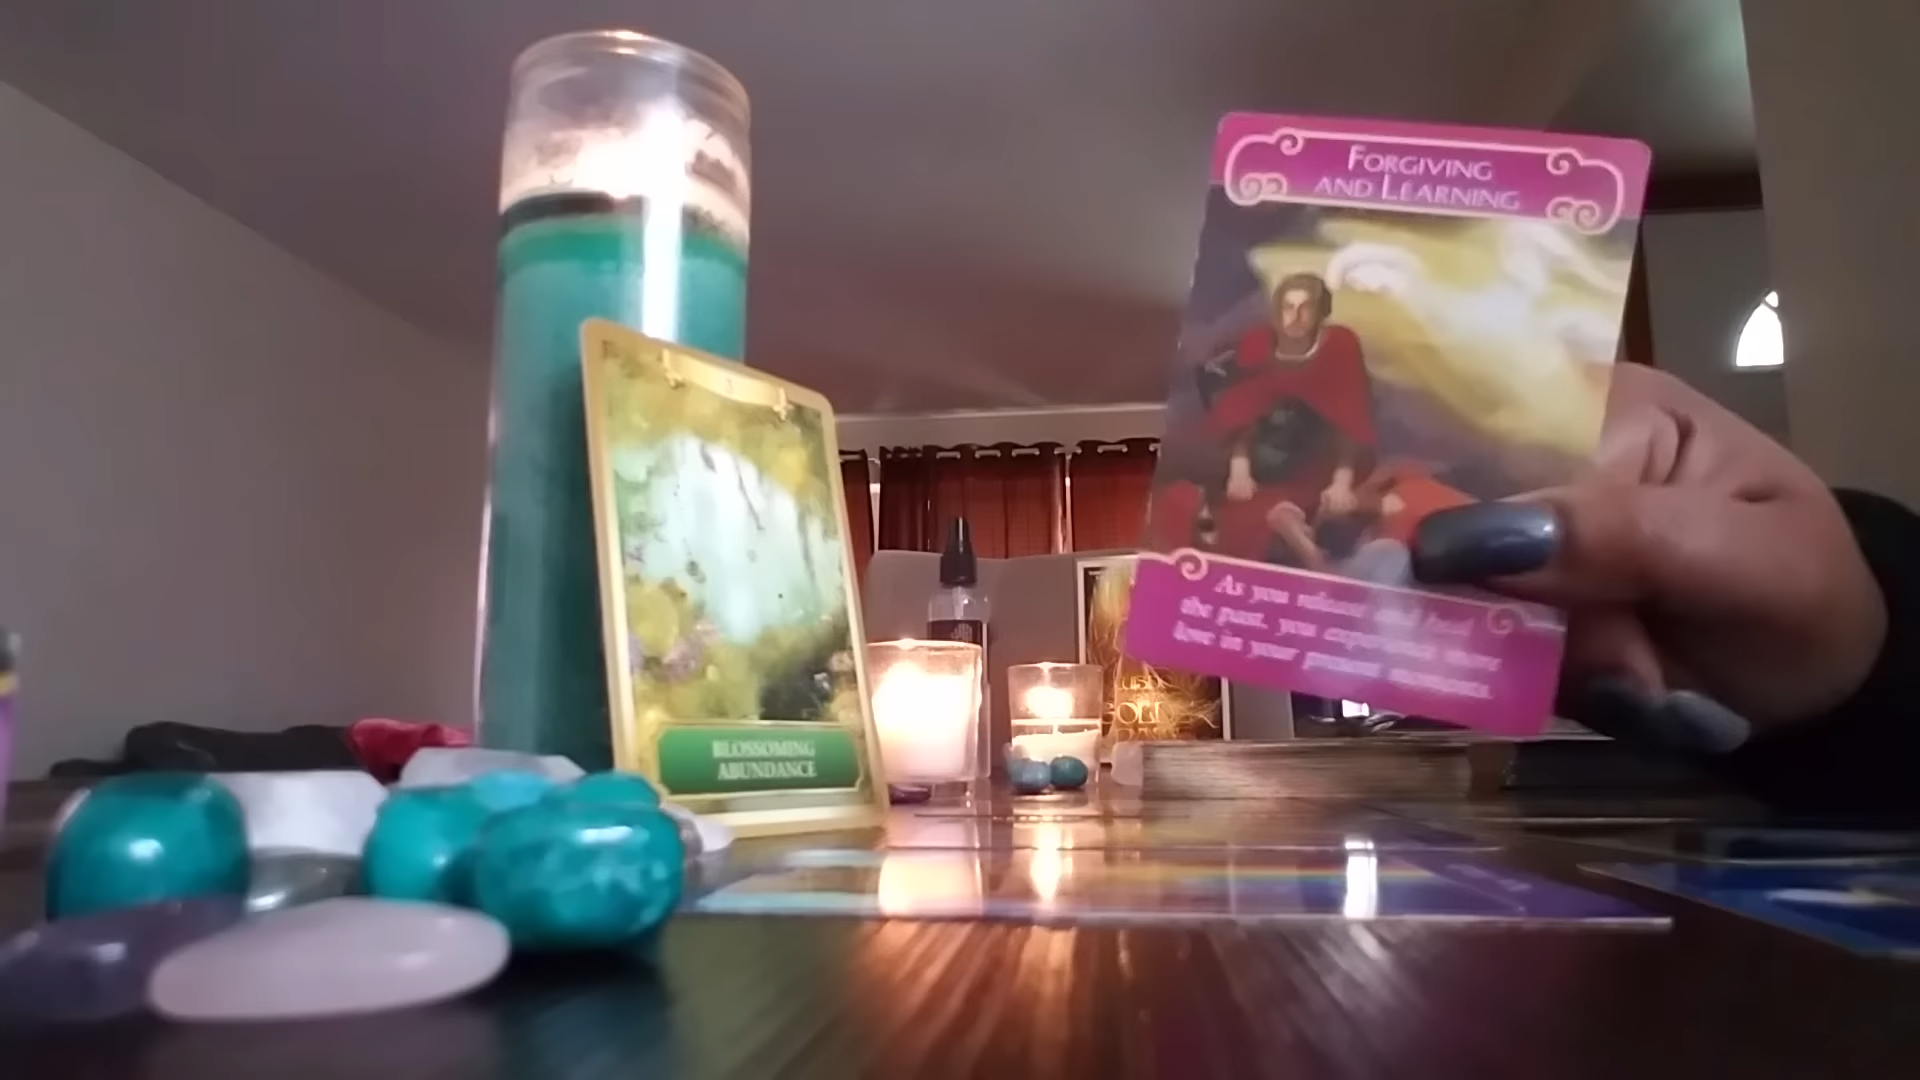 FORGIVING
AND LEARNING
As you release and heal
the past, you experience more
love in your present moments.
BLOSSOMING
ABUNDANCE